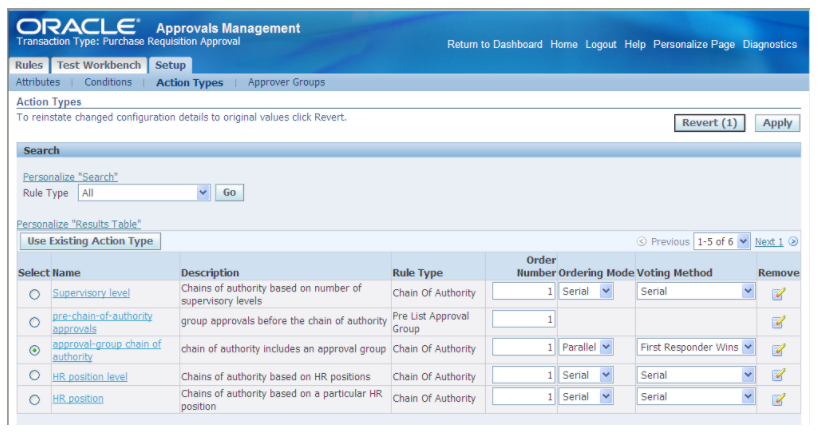 ORACLE® Approvals Management
Transaction Type: Purchase Requisition Approval
Return to Dashboard Home Logout Help Personalize Page Diagnostics
Rules Test Workbench Setup
Attributes | Conditions | Action Types | Approver Groups
Action Types
To reinstate changed configuration details to original values click Revert.
Revert (1) Apply
Search
Personalize "Search"
Rule Type All Go
Personalize "Results Table"
Use Existing Action Type Previous 1-5 of 6 Next 1
Order
Select Name Description Rule Type Number Ordering Mode Voting Method Remove
Supervisory level Chains of authority based on number of
supervisory levels Chain Of Authority 1 Serial Serial
pre-chain-of-authority
approvals group approvals before the chain of authority Pre List Approval
Group 1
approval-group chain of
authority chain of authority includes an approval group Chain Of Authority 1 Parallel First Responder Wins
HR position level Chains of authority based on HR positions Chain Of Authority 1 Serial Serial
HR position Chains of authority based on a particular HR
position Chain Of Authority 1 Serial Serial